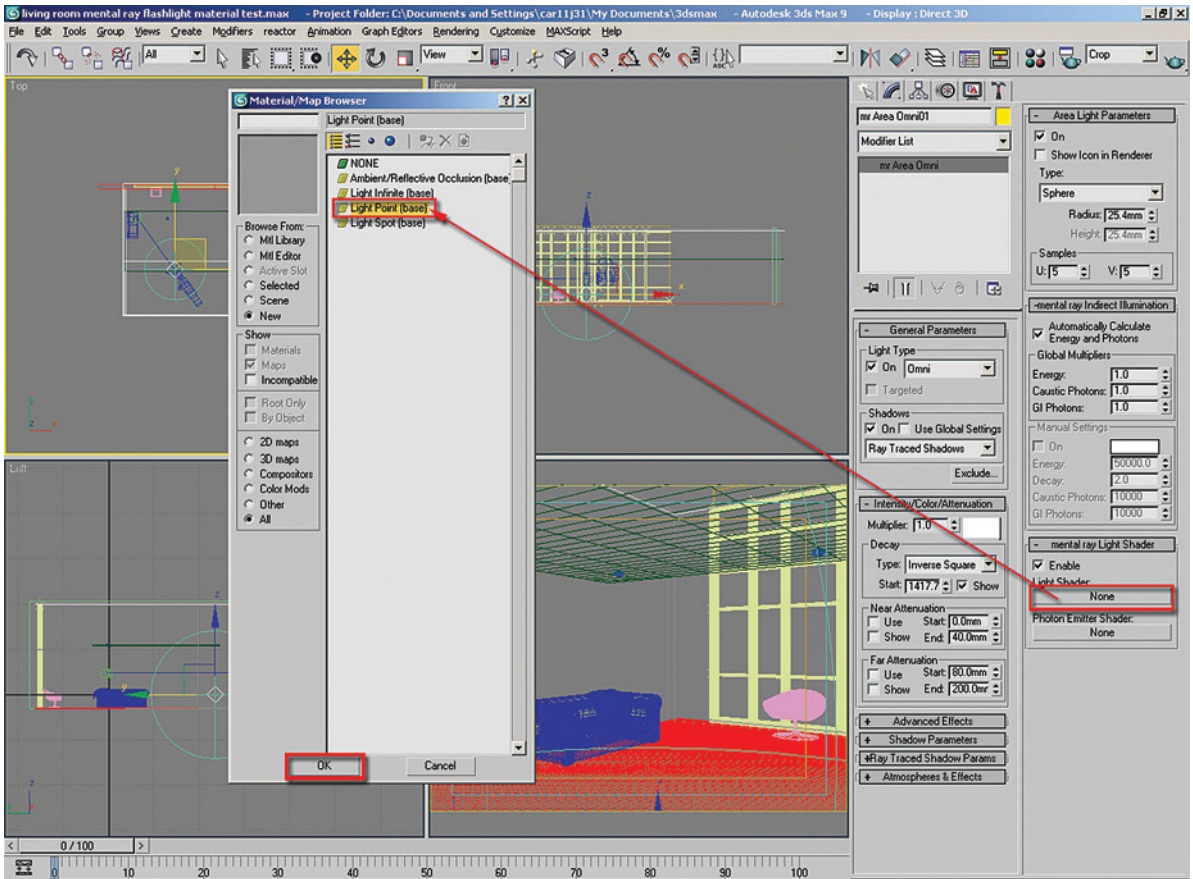 living room mental ray flashlight material test.max - Project Folder: C:\Documents and Settings\car11j31\My Documents\3dsmax - Autodesk 3ds Max 9 - Display : Direct 3D
File Edit Tools Group Views Create Modifiers reactor Animation Graph Editors Rendering Customize MAXScript Help
All View Crop
Top
Front
Left
Material/Map Browser
Light Point (base)
NONE
Ambient/Reflective Occlusion (base
Light Infinite (base)
Light Point (base)
Light Spot (base)
Browse From:
Mtl Library
Mtl Editor
Active Slot
Selected
Scene
New
Show
Materials
Maps
Incompatible
Root Only
By Object
2D maps
3D maps
Compositors
Color Mods
Other
All
OK Cancel
mr Area Omni01
Modifier List
mr Area Omni
- General Parameters
Light Type
On Omni
Targeted
Shadows
On Use Global Settings
Ray Traced Shadows
Exclude...
- Intensity/Color/Attenuation
Multiplier: 1.0
Decay
Type: Inverse Square
Start: 1417.7 Show
Near Attenuation
Use Start: 0.0mm
Show End: 40.0mm
Far Attenuation
Use Start: 80.0mm
Show End: 200.0mr
+ Advanced Effects
+ Shadow Parameters
+Ray Traced Shadow Params
+ Atmospheres & Effects
- Area Light Parameters
On
Show Icon in Renderer
Type:
Sphere
Radius: 25.4mm
Height: 25.4mm
Samples
U: 5 V: 5
-mental ray Indirect Illumination
Automatically Calculate
Energy and Photons
Global Multipliers
Energy: 1.0
Caustic Photons: 1.0
GI Photons: 1.0
Manual Settings
On
Energy: 50000.0
Decay: 2.0
Caustic Photons: 10000
GI Photons: 10000
- mental ray Light Shader
Enable
Light Shader:
None
Photon Emitter Shader:
None
x
y
z
0 / 100
0 10 20 30 40 50 60 70 80 90 100